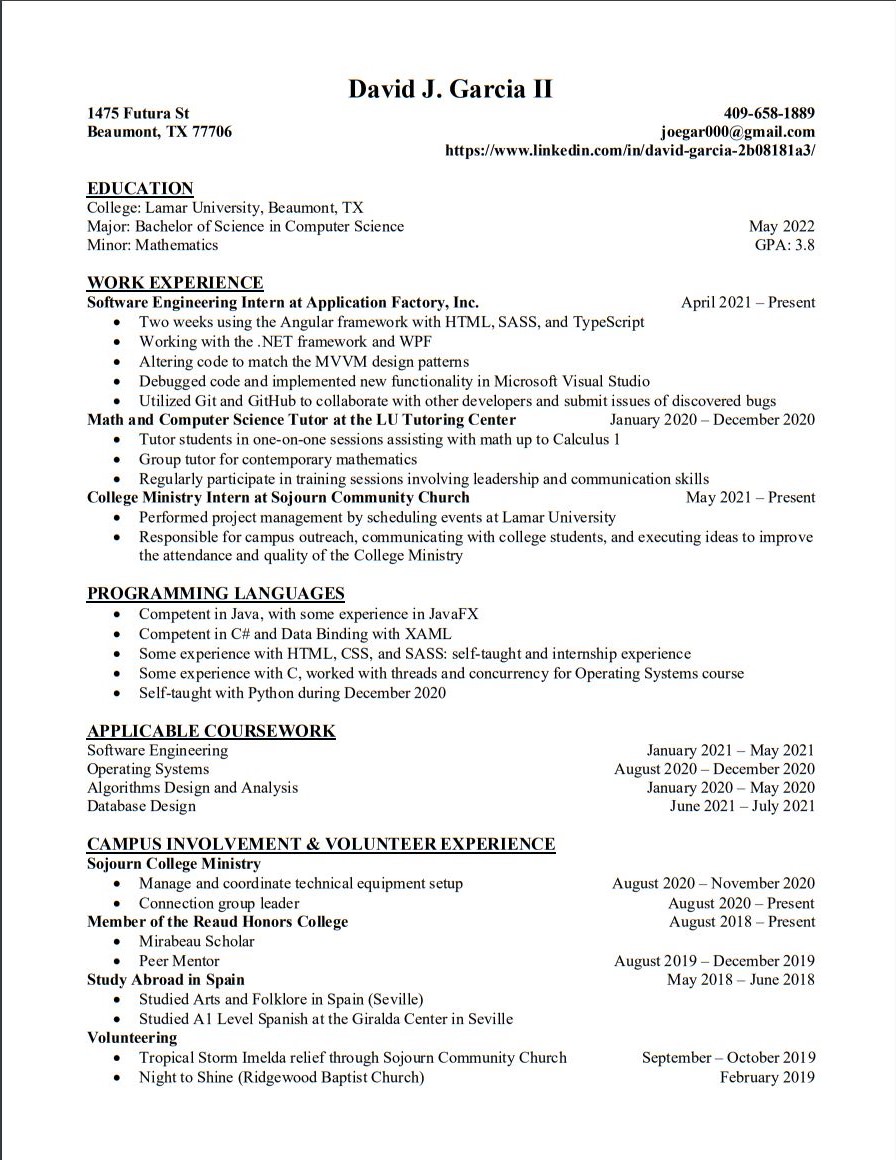 David J. Garcia II
1475 Futura St 409-658-1889
Beaumont, TX 77706 joegar000@gmail.com
https://www.linkedin.com/in/david-garcia-2b08181a3/
EDUCATION
College: Lamar University, Beaumont, TX
Major: Bachelor of Science in Computer Science May 2022
Minor: Mathematics GPA: 3.8
WORK EXPERIENCE
Software Engineering Intern at Application Factory, Inc. April 2021 – Present
• Two weeks using the Angular framework with HTML, SASS, and TypeScript
• Working with the .NET framework and WPF
• Altering code to match the MVVM design patterns
• Debugged code and implemented new functionality in Microsoft Visual Studio
• Utilized Git and GitHub to collaborate with other developers and submit issues of discovered bugs
Math and Computer Science Tutor at the LU Tutoring Center January 2020 – December 2020
• Tutor students in one-on-one sessions assisting with math up to Calculus 1
• Group tutor for contemporary mathematics
• Regularly participate in training sessions involving leadership and communication skills
College Ministry Intern at Sojourn Community Church May 2021 – Present
• Performed project management by scheduling events at Lamar University
• Responsible for campus outreach, communicating with college students, and executing ideas to improve
the attendance and quality of the College Ministry
PROGRAMMING LANGUAGES
• Competent in Java, with some experience in JavaFX
• Competent in C# and Data Binding with XAML
• Some experience with HTML, CSS, and SASS: self-taught and internship experience
• Some experience with C, worked with threads and concurrency for Operating Systems course
• Self-taught with Python during December 2020
APPLICABLE COURSEWORK
Software Engineering January 2021 – May 2021
Operating Systems August 2020 – December 2020
Algorithms Design and Analysis January 2020 – May 2020
Database Design June 2021 – July 2021
CAMPUS INVOLVEMENT & VOLUNTEER EXPERIENCE
Sojourn College Ministry
• Manage and coordinate technical equipment setup August 2020 – November 2020
• Connection group leader August 2020 – Present
Member of the Reaud Honors College August 2018 – Present
• Mirabeau Scholar
• Peer Mentor August 2019 – December 2019
Study Abroad in Spain May 2018 – June 2018
• Studied Arts and Folklore in Spain (Seville)
• Studied A1 Level Spanish at the Giralda Center in Seville
Volunteering
• Tropical Storm Imelda relief through Sojourn Community Church September – October 2019
• Night to Shine (Ridgewood Baptist Church) February 2019